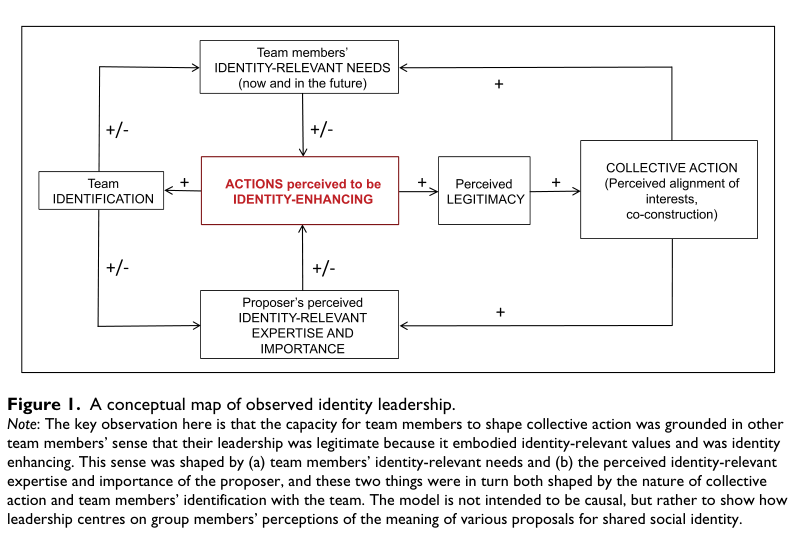 Team members'
IDENTITY-RELEVANT NEEDS
(now and in the future)
+
+/-
+/-
Team
IDENTIFICATION
+
ACTIONS perceived to be
IDENTITY-ENHANCING
+
Perceived
LEGITIMACY
+
COLLECTIVE ACTION
(Perceived alignment of
interests,
co-construction)
+/-
+/-
+
Proposer's perceived
IDENTITY-RELEVANT
EXPERTISE AND
IMPORTANCE
Figure 1. A conceptual map of observed identity leadership.
Note: The key observation here is that the capacity for team members to shape collective action was grounded in other
team members' sense that their leadership was legitimate because it embodied identity-relevant values and was identity
enhancing. This sense was shaped by (a) team members' identity-relevant needs and (b) the perceived identity-relevant
expertise and importance of the proposer, and these two things were in turn both shaped by the nature of collective
action and team members' identification with the team. The model is not intended to be causal, but rather to show how
leadership centres on group members' perceptions of the meaning of various proposals for shared social identity.